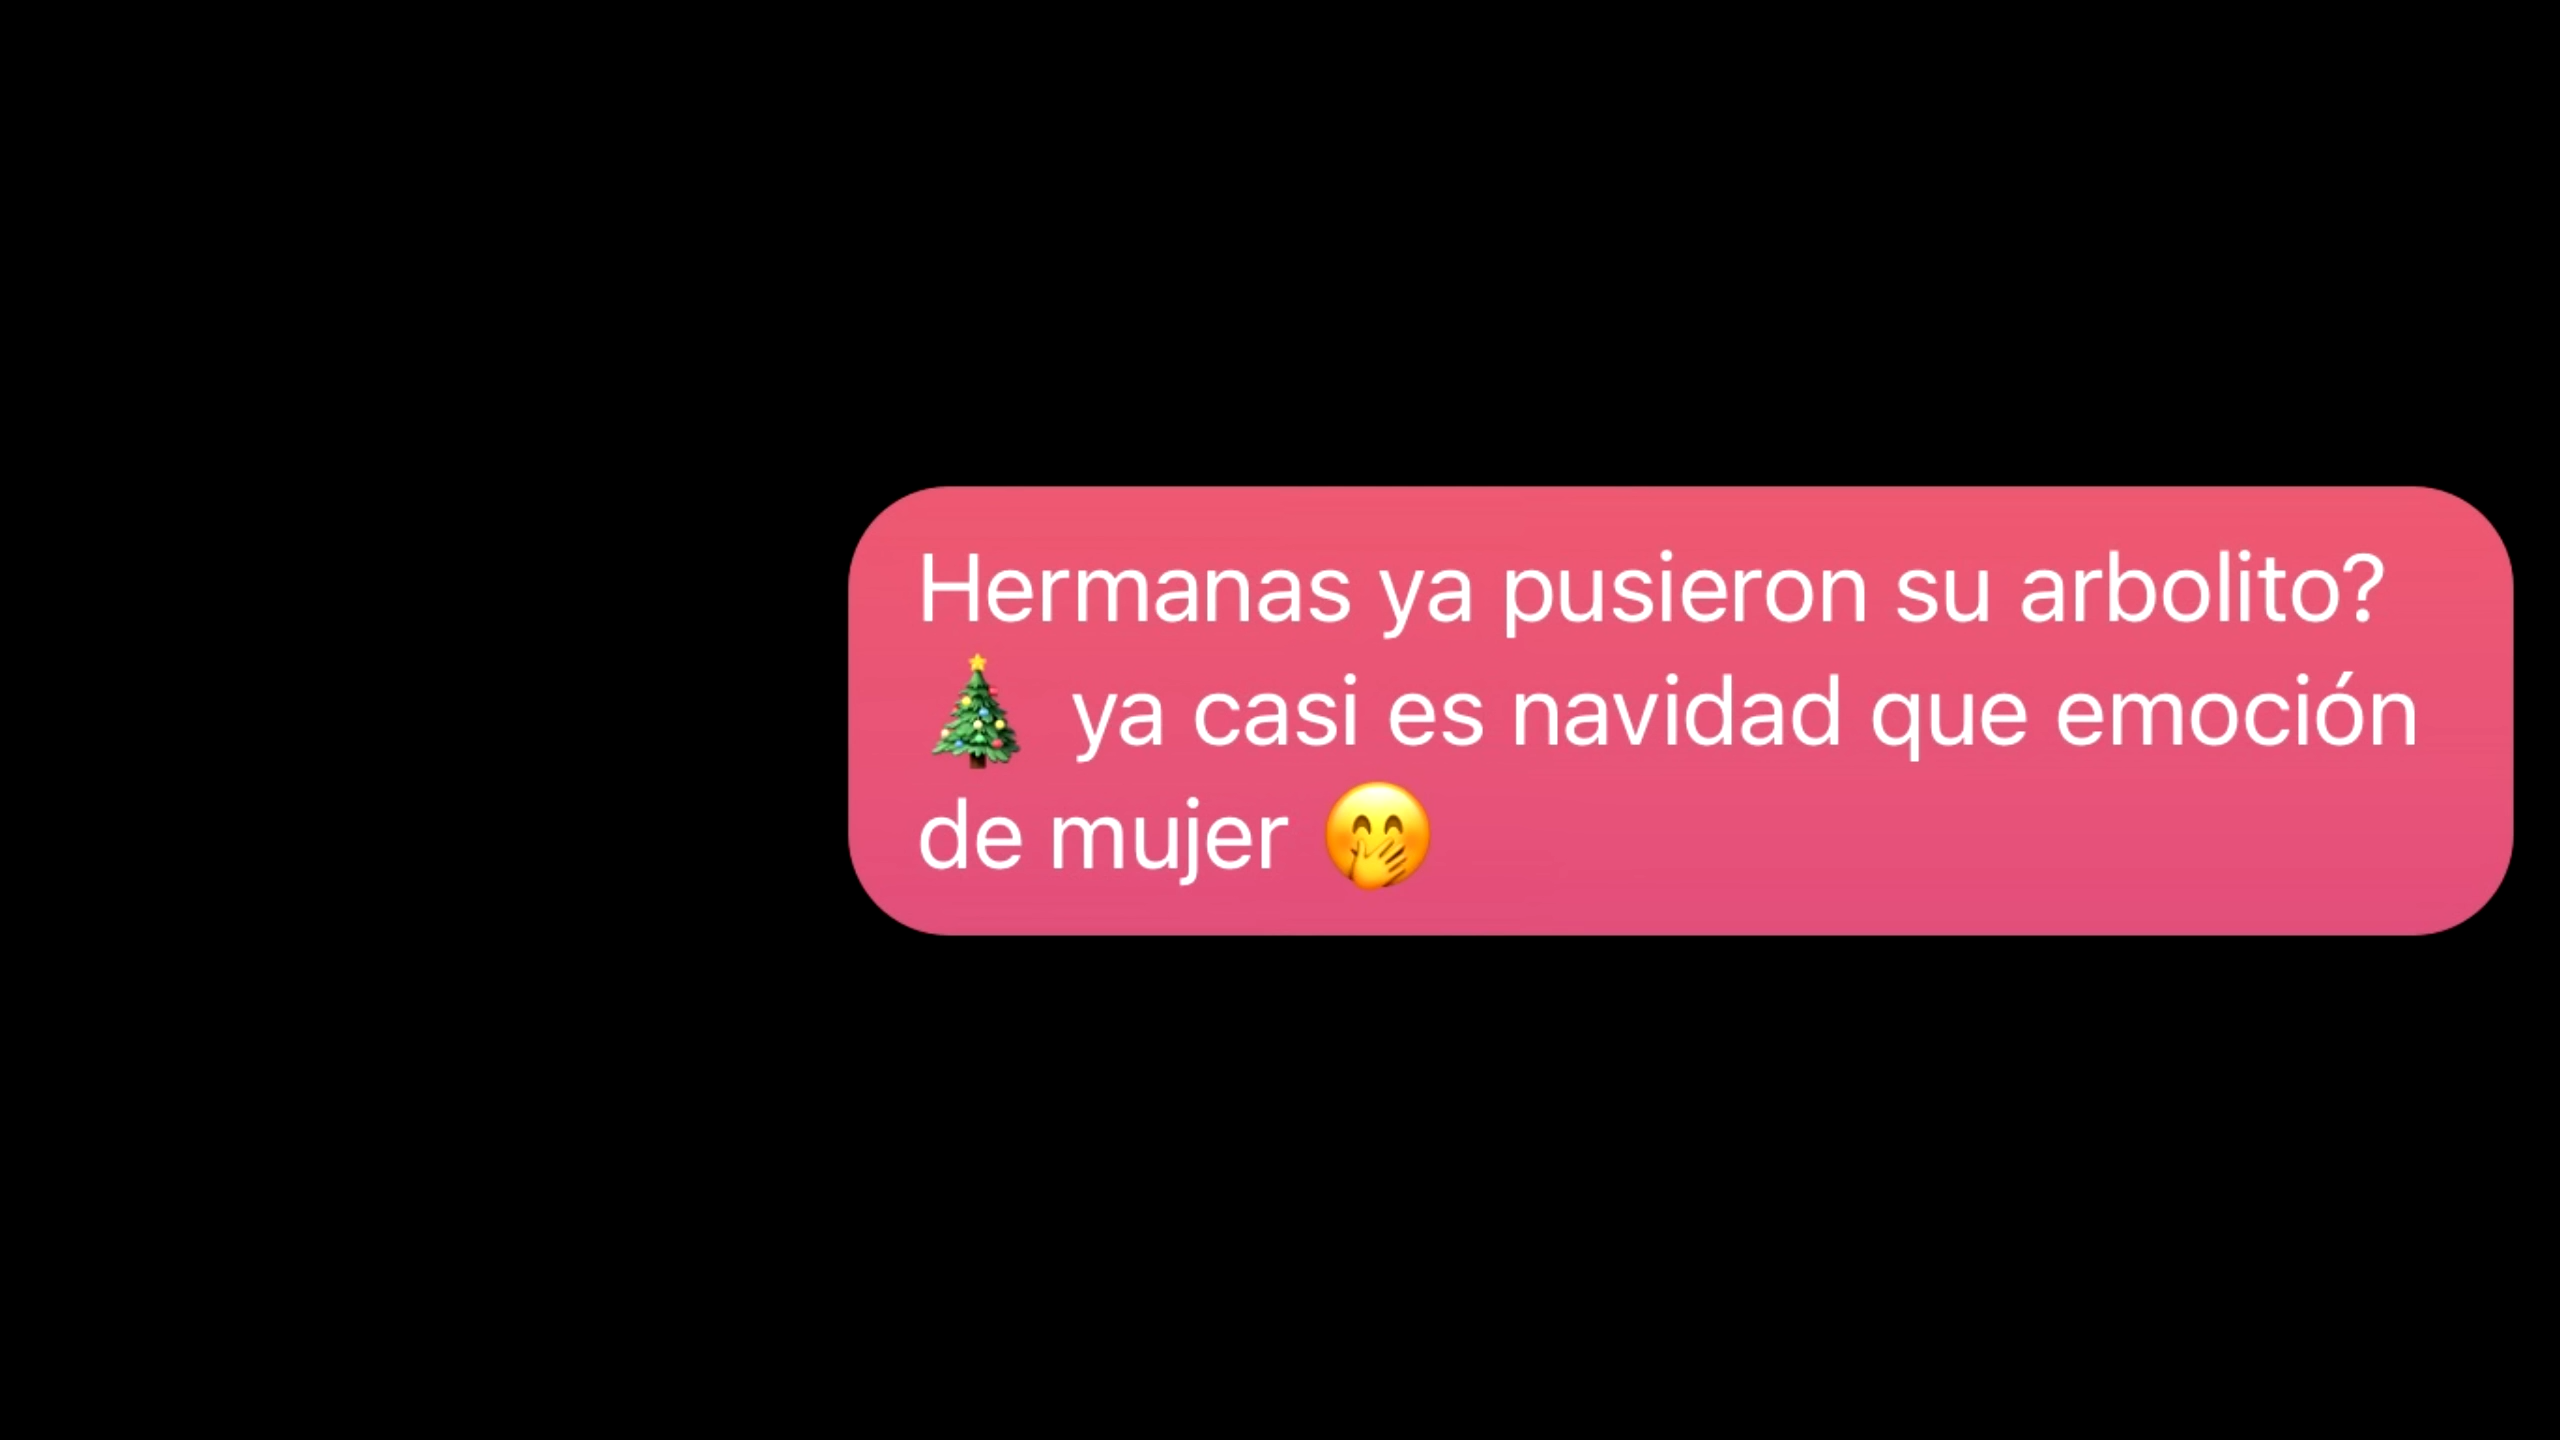 Hermanas ya pusieron su arbolito?
🎄 ya casi es navidad que emoción
de mujer 🤭